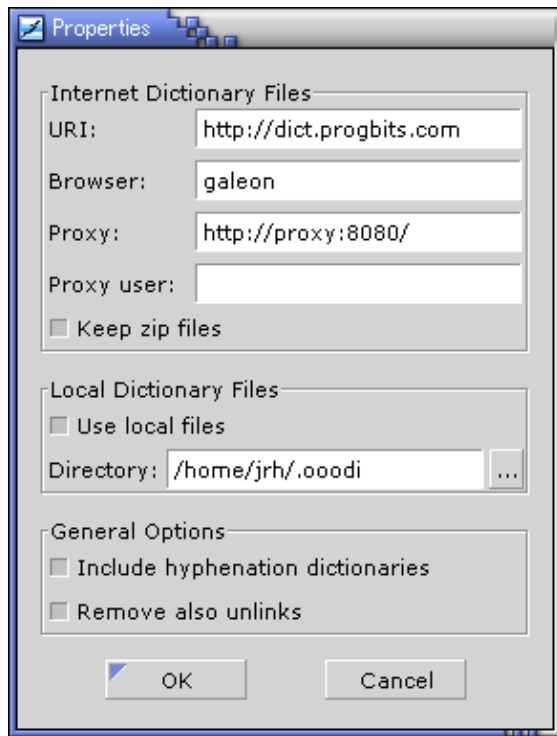 Properties
Internet Dictionary Files
URI: http://dict.progbits.com
Browser: galeon
Proxy: http://proxy:8080/
Proxy user:
Keep zip files
Local Dictionary Files
Use local files
Directory: /home/jrh/.ooodi ...
General Options
Include hyphenation dictionaries
Remove also unlinks
OK Cancel